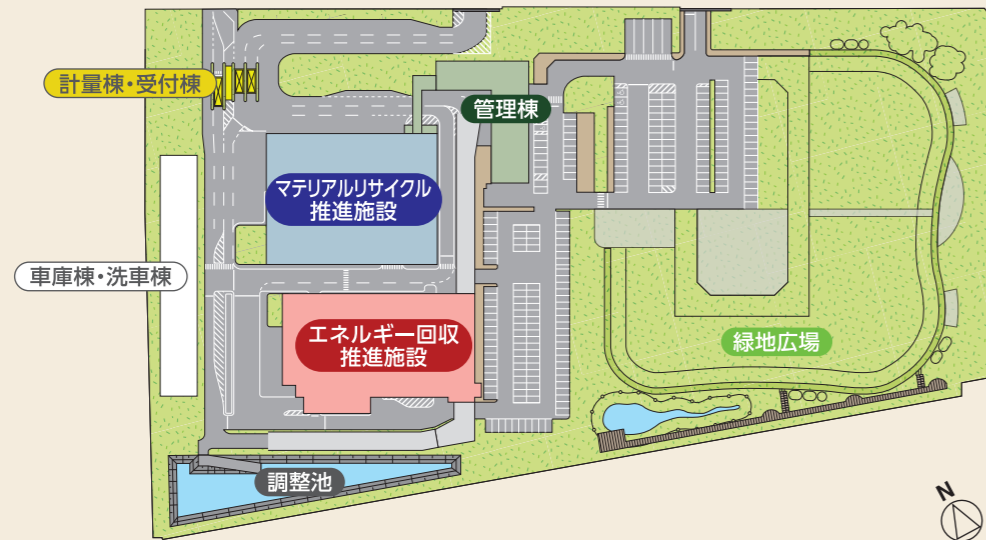 計量棟・受付棟
管理棟
マテリアルリサイクル
推進施設
車庫棟・洗車棟
エネルギー回収
推進施設
緑地広場
調整池
N